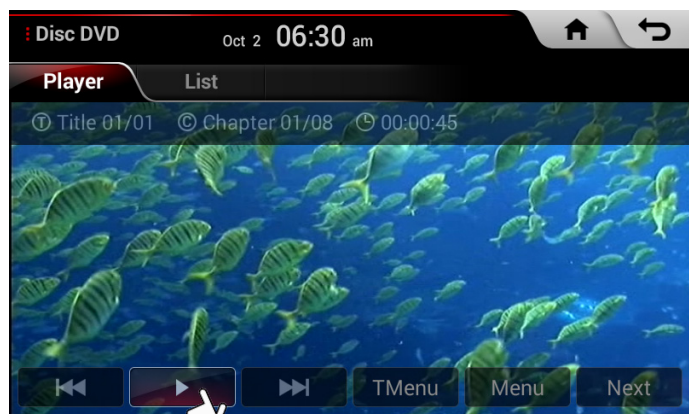 Disc DVD Oct 2 06:30 am
Player List
Ⓣ Title 01/01 © Chapter 01/08 00:00:45
TMenu Menu Next